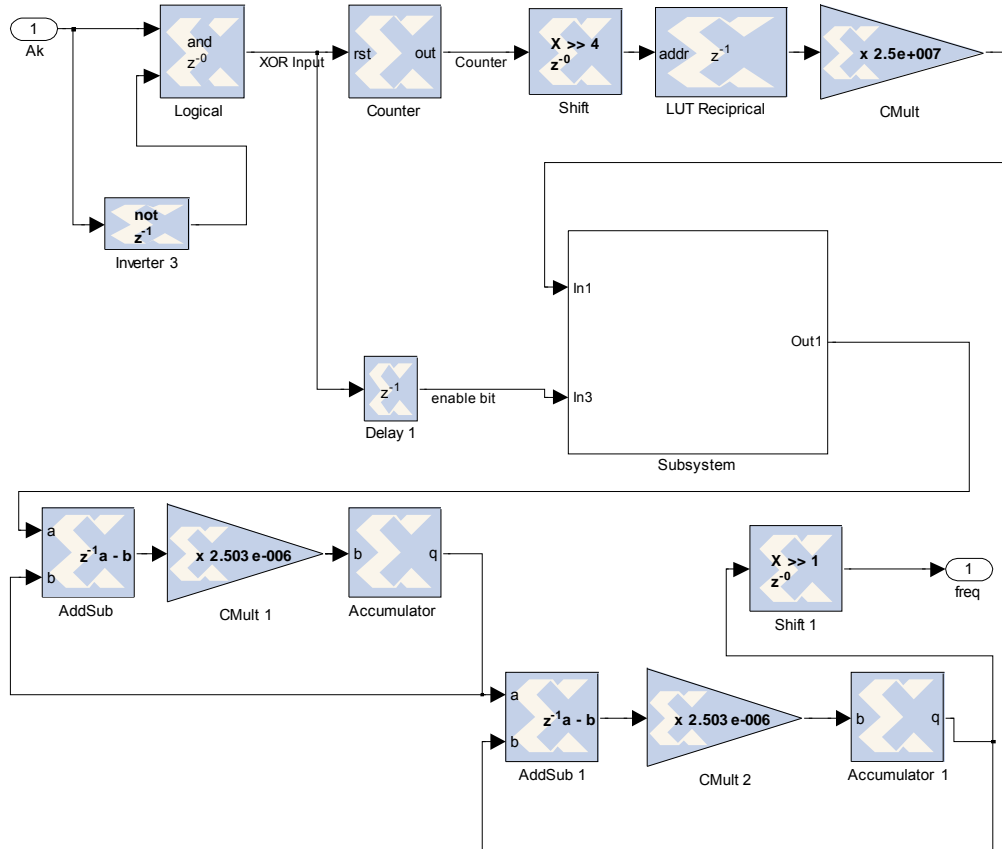 1
Ak
and
z-0
Logical
XOR Input
rst
out
Counter
Counter
X >> 4
z-0
Shift
addr
z-1
LUT Reciprical
x 2.5e+007
CMult
not
z-1
Inverter 3
In1
In3
Out1
Subsystem
z-1
Delay 1
enable bit
a
b
z-1a - b
AddSub
x 2.503 e-006
CMult 1
b
q
Accumulator
X >> 1
z-0
Shift 1
1
freq
a
b
z-1a - b
AddSub 1
x 2.503 e-006
CMult 2
b
q
Accumulator 1